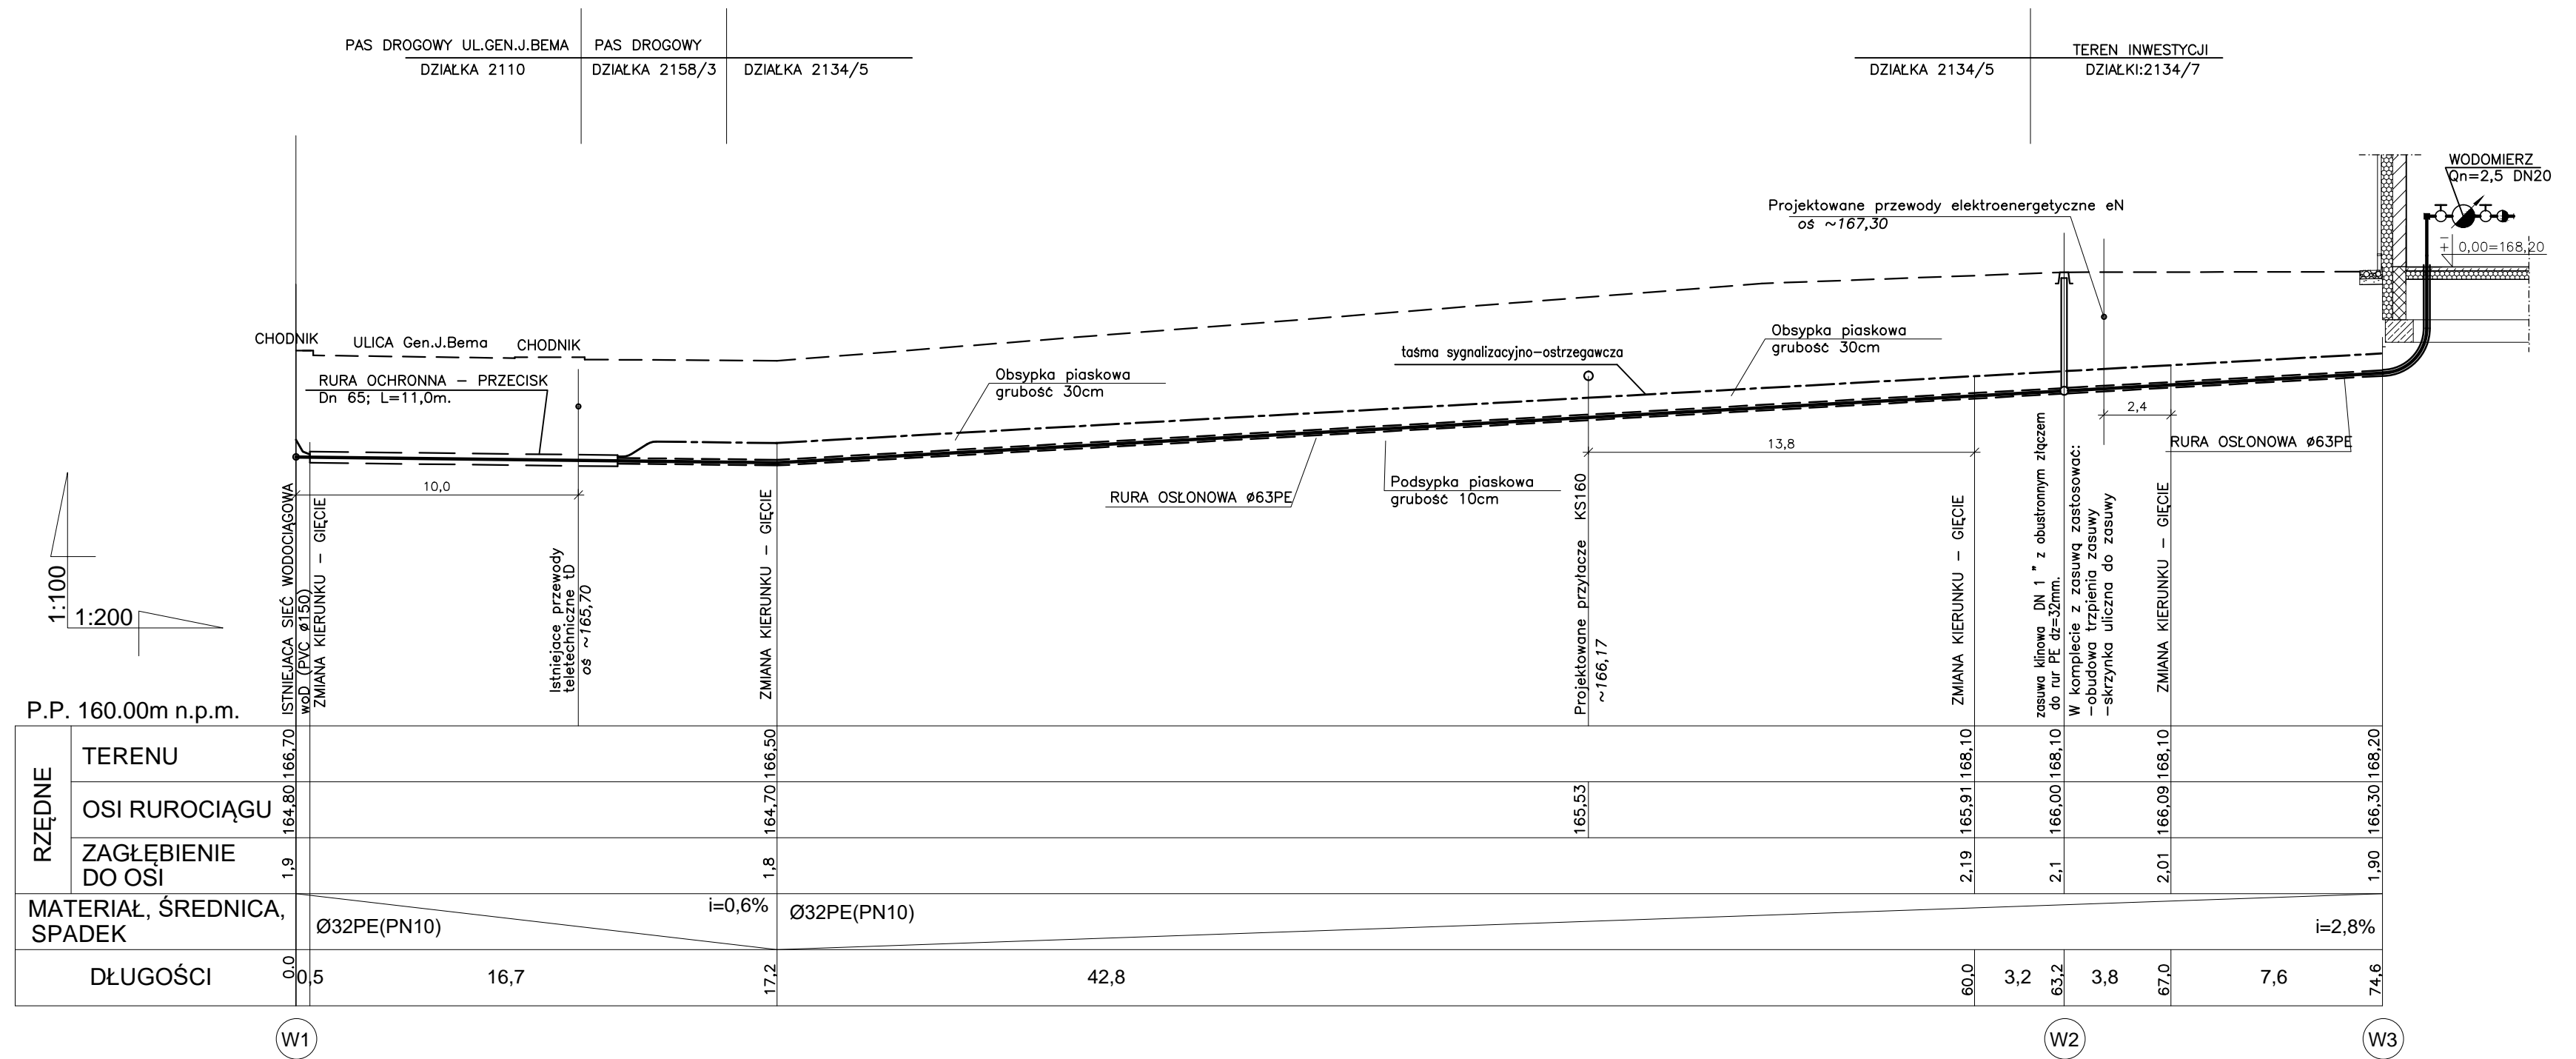 PAS DROGOWY UL.GEN.J.BEMA
PAS DROGOWY
DZIAŁKA 2110
DZIAŁKA 2158/3
DZIAŁKA 2134/5
TEREN INWESTYCJI
DZIAŁKA 2134/5
DZIAŁKI:2134/7
WODOMIERZ
Qn=2,5 DN20
Projektowane przewody elektroenergetyczne eN
oś ~167,30
+- 0,00=168,20
CHODNIK
ULICA Gen.J.Bema
CHODNIK
RURA OCHRONNA – PRZECISK
Dn 65; L=11,0m.
Obsypka piaskowa
grubość 30cm
taśma sygnalizacyjno-ostrzegawcza
Obsypka piaskowa
grubość 30cm
10,0
13,8
2,4
RURA OSŁONOWA ø63PE
Podsypka piaskowa
grubość 10cm
RURA OSŁONOWA ø63PE
1:100
1:200
ISTNIEJACA SIEĆ WODOCIĄGOWA
woD (PVC ø150)
ZMIANA KIERUNKU – GIĘCIE
Istniejące przewody
teletechniczne tD
oś ~165,70
ZMIANA KIERUNKU – GIĘCIE
Projektowane przyłacze KS160
~166,17
ZMIANA KIERUNKU – GIĘCIE
zasuwa klinowa DN 1 " z obustronnym złączem
do rur PE dz=32mm.
W komplecie z zasuwą zastosować:
-obudowa trzpienia zasuwy
-skrzynka uliczna do zasuwy
ZMIANA KIERUNKU – GIĘCIE
P.P. 160.00m n.p.m.
RZĘDNE
TERENU
166,70
166,50
168,10
168,10
168,10
168,20
OSI RUROCIĄGU
164,80
164,70
165,53
165,91
166,00
166,09
166,30
ZAGŁĘBIENIE
DO OSI
1,9
1,8
2,19
2,1
2,01
1,90
MATERIAŁ, ŚREDNICA,
SPADEK
Ø32PE(PN10)
i=0,6%
Ø32PE(PN10)
i=2,8%
DŁUGOŚCI
0.0
0,5
16,7
17,2
42,8
60,0
3,2
63,2
3,8
67,0
7,6
74,6
W1
W2
W3